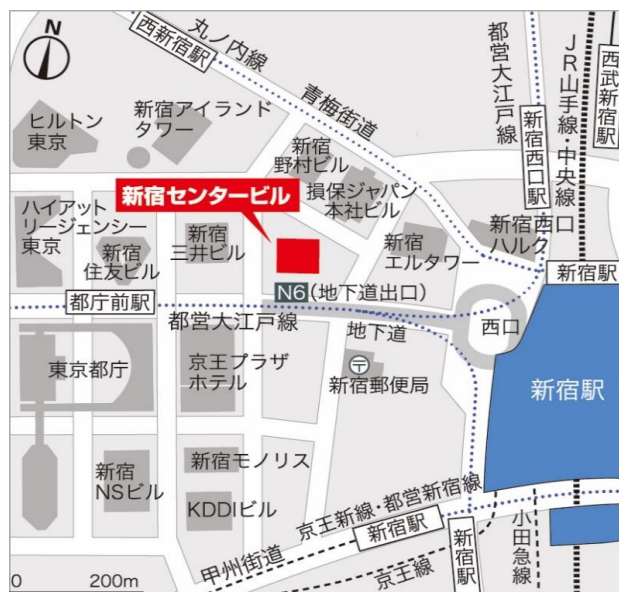 N
丸ノ内線
西新宿駅
青梅街道
都営大江戸線
新宿西口駅
JR山手線・中央線
西武新宿駅
ヒルトン
東京
新宿アイランド
タワー
新宿
野村ビル
損保ジャパン
本社ビル
新宿センタービル
ハイアット
リージェンシー
東京
新宿
住友ビル
新宿
三井ビル
新宿
エルタワー
新宿西口
ハルク
新宿駅
都庁前駅
N6(地下道出口)
都営大江戸線
地下道
西口
東京都庁
京王プラザ
ホテル
新宿郵便局
新宿駅
新宿
NSビル
新宿モノリス
KDDIビル
京王新線・都営新宿線
新宿駅
甲州街道
京王線
新宿駅
小田急線
0 200m